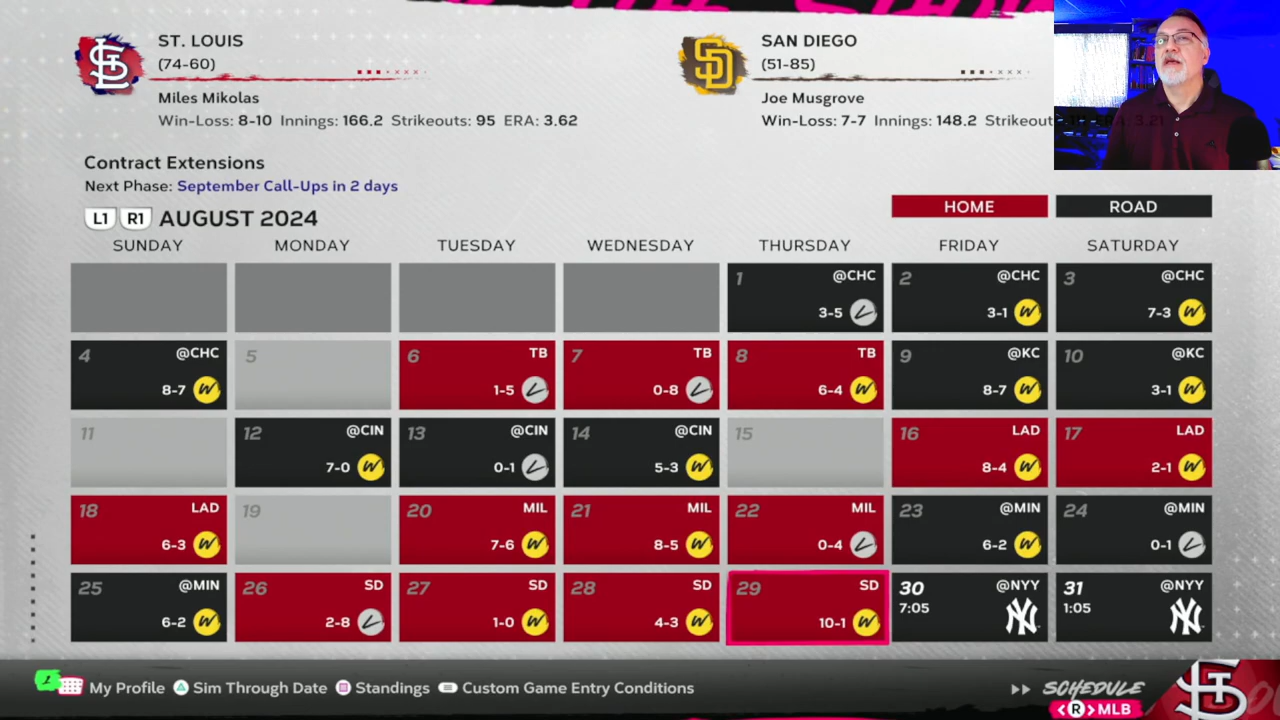 ST. LOUIS
(74-60)
Miles Mikolas
Win-Loss: 8-10 Innings: 166.2 Strikeouts: 95 ERA: 3.62
SAN DIEGO
(51-85)
Joe Musgrove
Win-Loss: 7-7 Innings: 148.2 Strikeout
Contract Extensions
Next Phase: September Call-Ups in 2 days
L1 R1 AUGUST 2024
HOME ROAD
SUNDAY MONDAY TUESDAY WEDNESDAY THURSDAY FRIDAY SATURDAY
1 @CHC 2 @CHC 3 @CHC
3-5 L 3-1 W 7-3 W
4 @CHC 5 6 TB 7 TB 8 TB 9 @KC 10 @KC
8-7 W 1-5 L 0-8 L 6-4 W 8-7 W 3-1 W
11 12 @CIN 13 @CIN 14 @CIN 15 16 LAD 17 LAD
7-0 W 0-1 L 5-3 W 8-4 W 2-1 W
18 LAD 19 20 MIL 21 MIL 22 MIL 23 @MIN 24 @MIN
6-3 W 7-6 W 8-5 W 0-4 L 6-2 W 0-1 L
25 @MIN 26 SD 27 SD 28 SD 29 SD 30 @NYY 31 @NYY
6-2 W 2-8 L 1-0 W 4-3 W 10-1 W 7:05 1:05
My Profile Sim Through Date Standings Custom Game Entry Conditions
SCHEDULE
<R> MLB